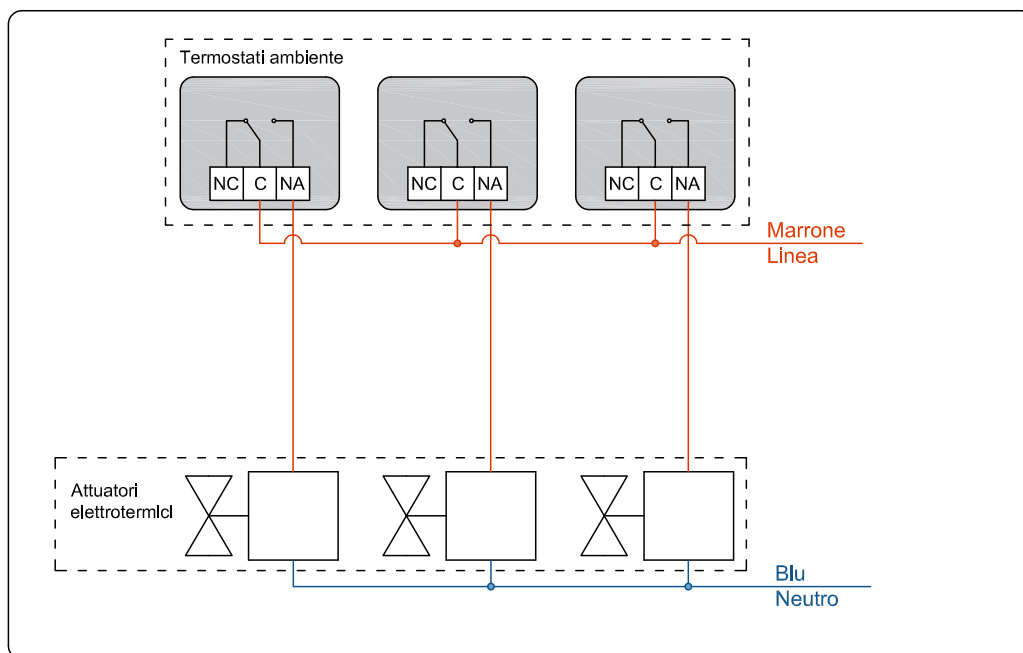 Termostati ambiente
NC C NA
NC C NA
NC C NA
Marrone
Linea
Attuatori
elettrotermIcI
Blu
Neutro